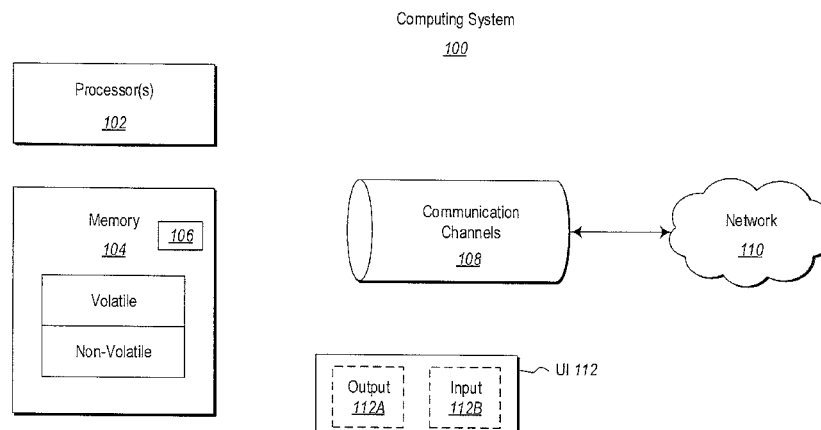 Computing System
100
Processor(s)
102
Memory
104
106
Volatile
Non-Volatile
Communication
Channels
108
Network
110
UI 112
Output
112A
Input
112B